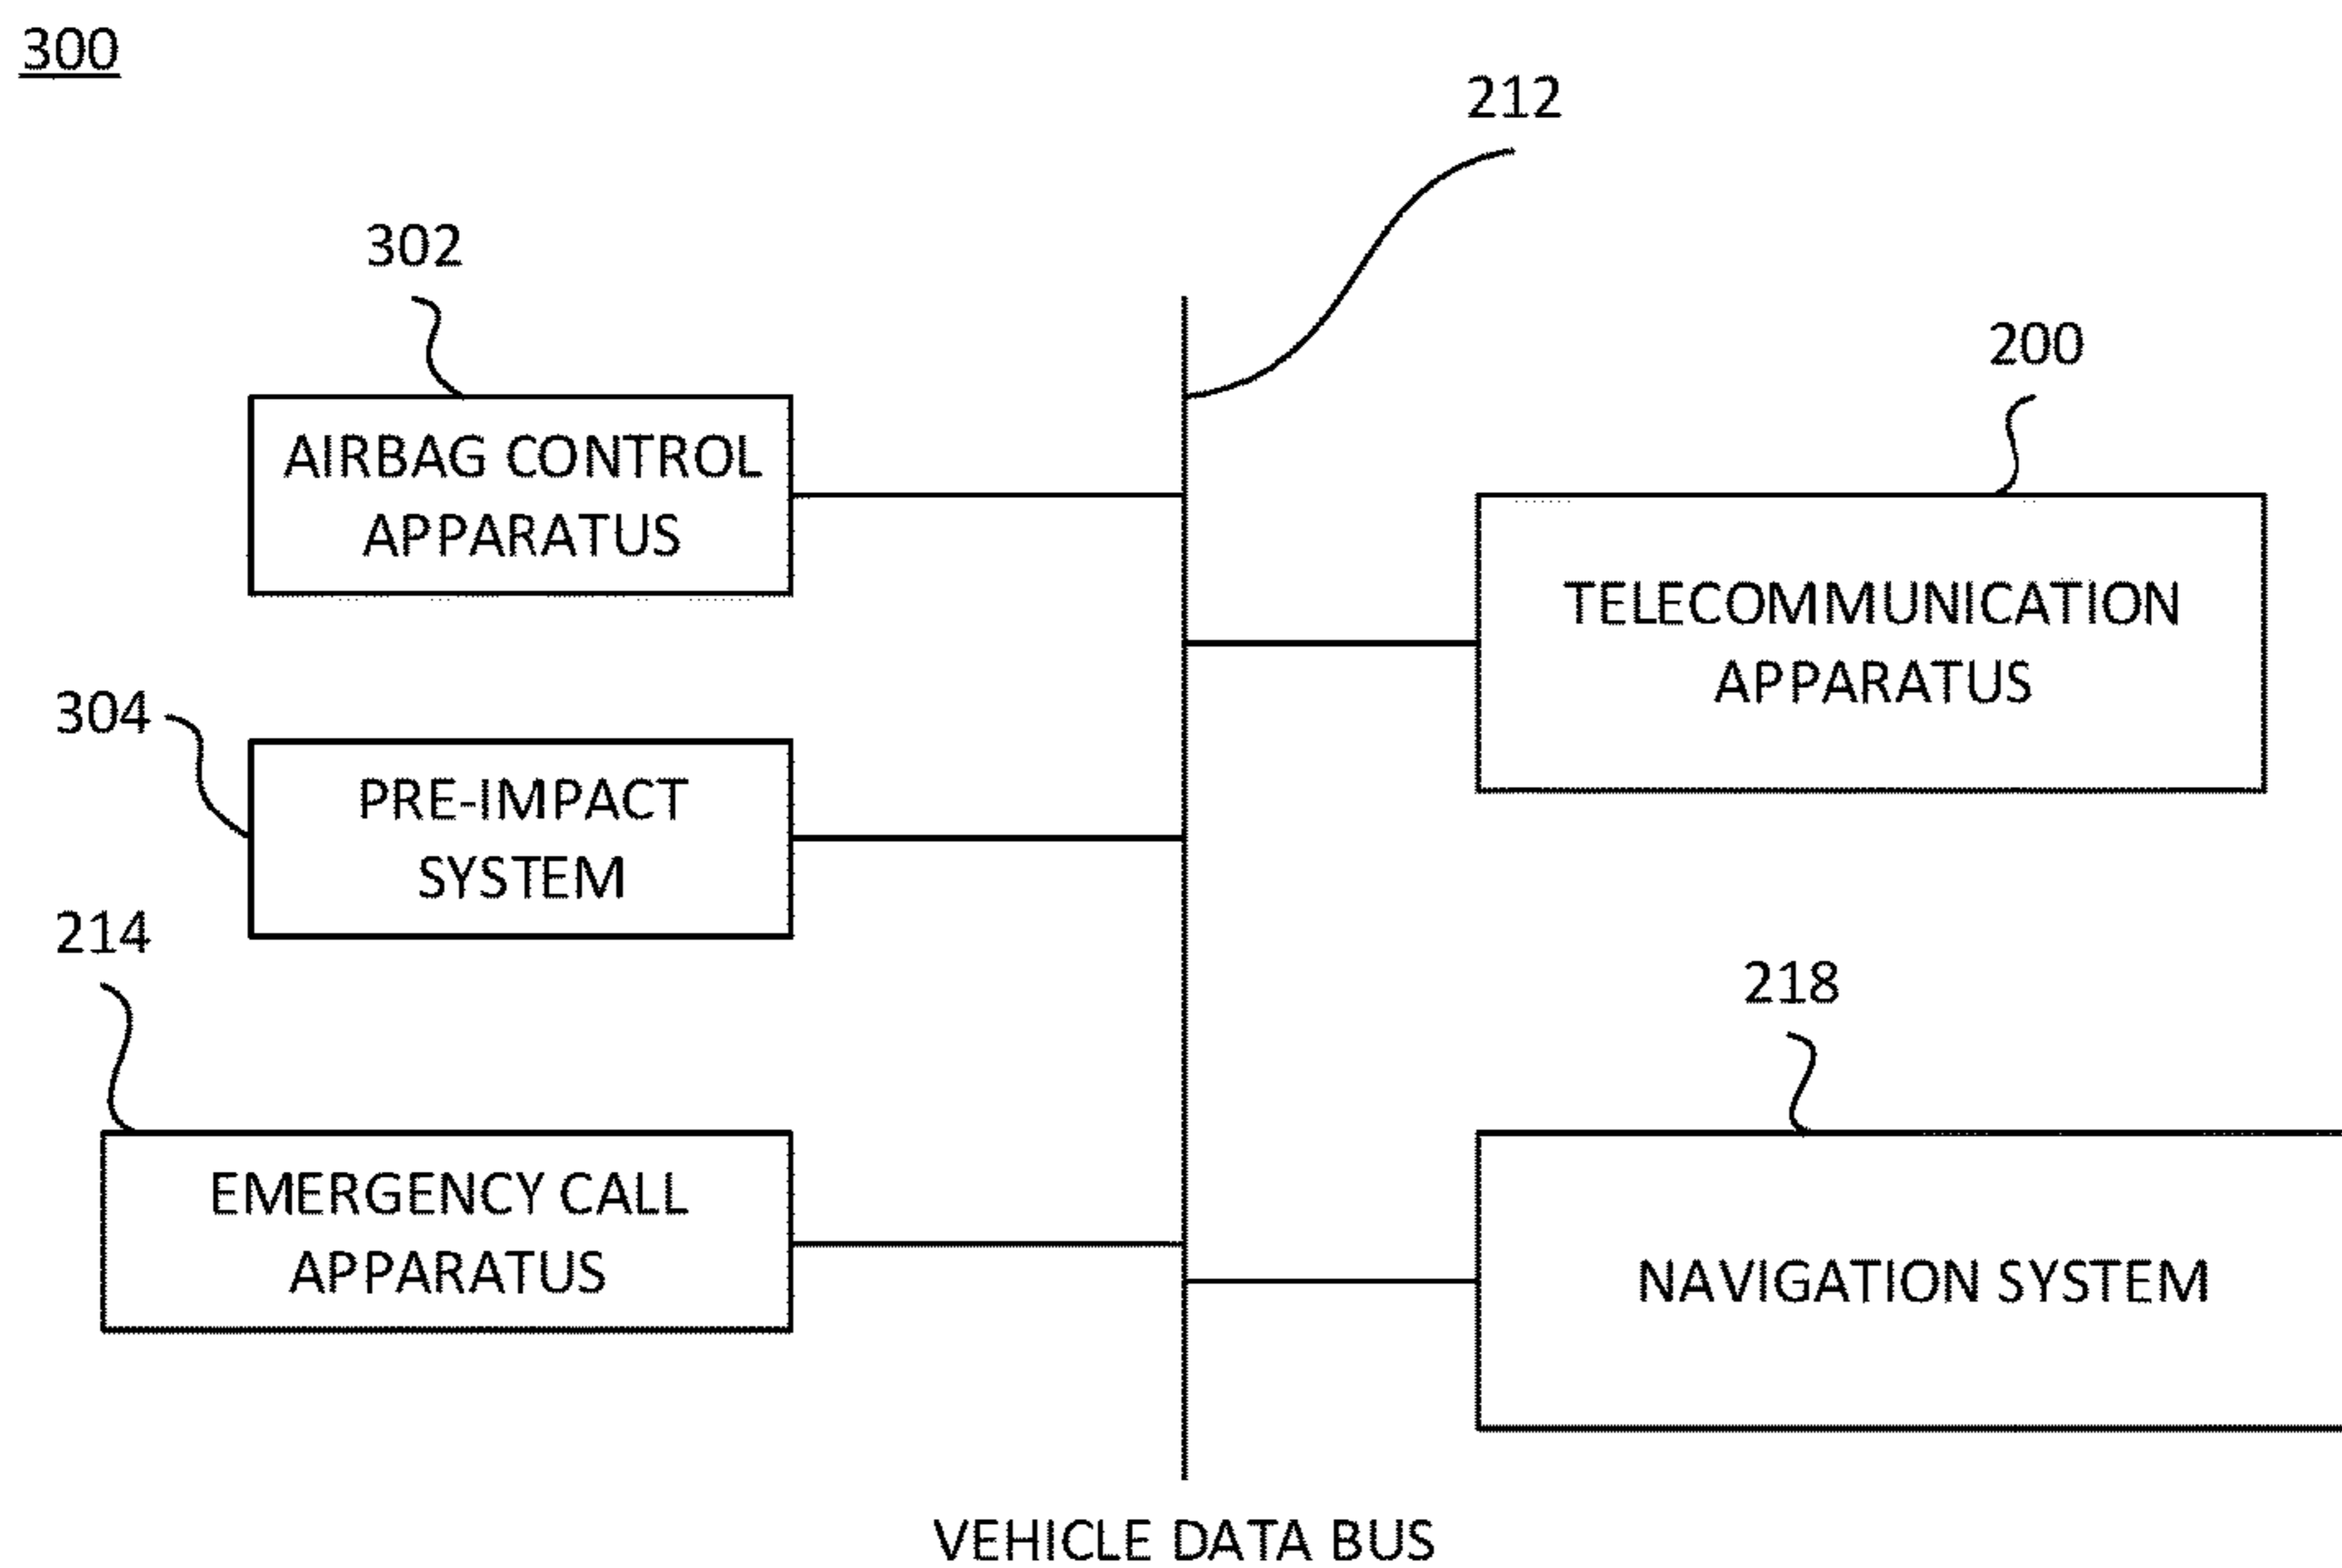 300
212
302
200
AIRBAG CONTROL
APPARATUS
TELECOMMUNICATION
APPARATUS
304
PRE-IMPACT
SYSTEM
214
218
EMERGENCY CALL
APPARATUS
NAVIGATION SYSTEM
VEHICLE DATA BUS